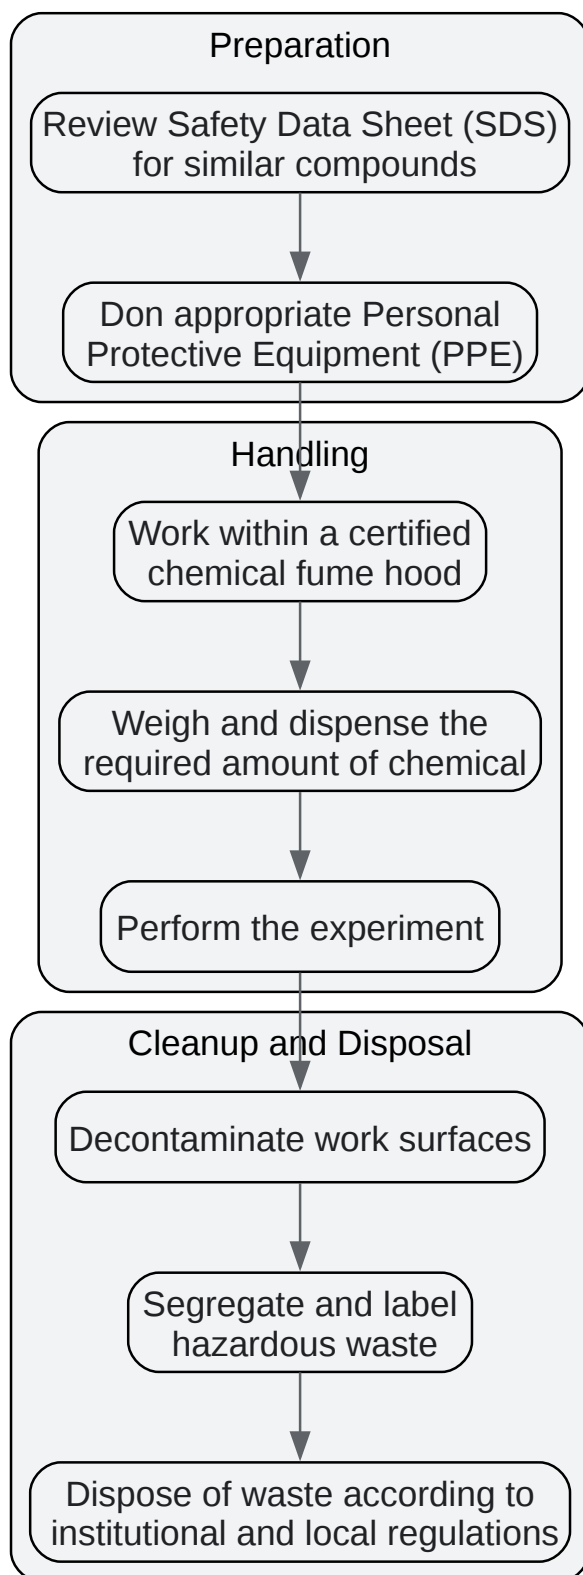 Preparation
Review Safety Data Sheet (SDS)
for similar compounds
Don appropriate Personal
Protective Equipment (PPE)
Handling
Work within a certified
chemical fume hood
Weigh and dispense the
required amount of chemical
Perform the experiment
Cleanup and Disposal
Decontaminate work surfaces
Segregate and label
hazardous waste
Dispose of waste according to
institutional and local regulations